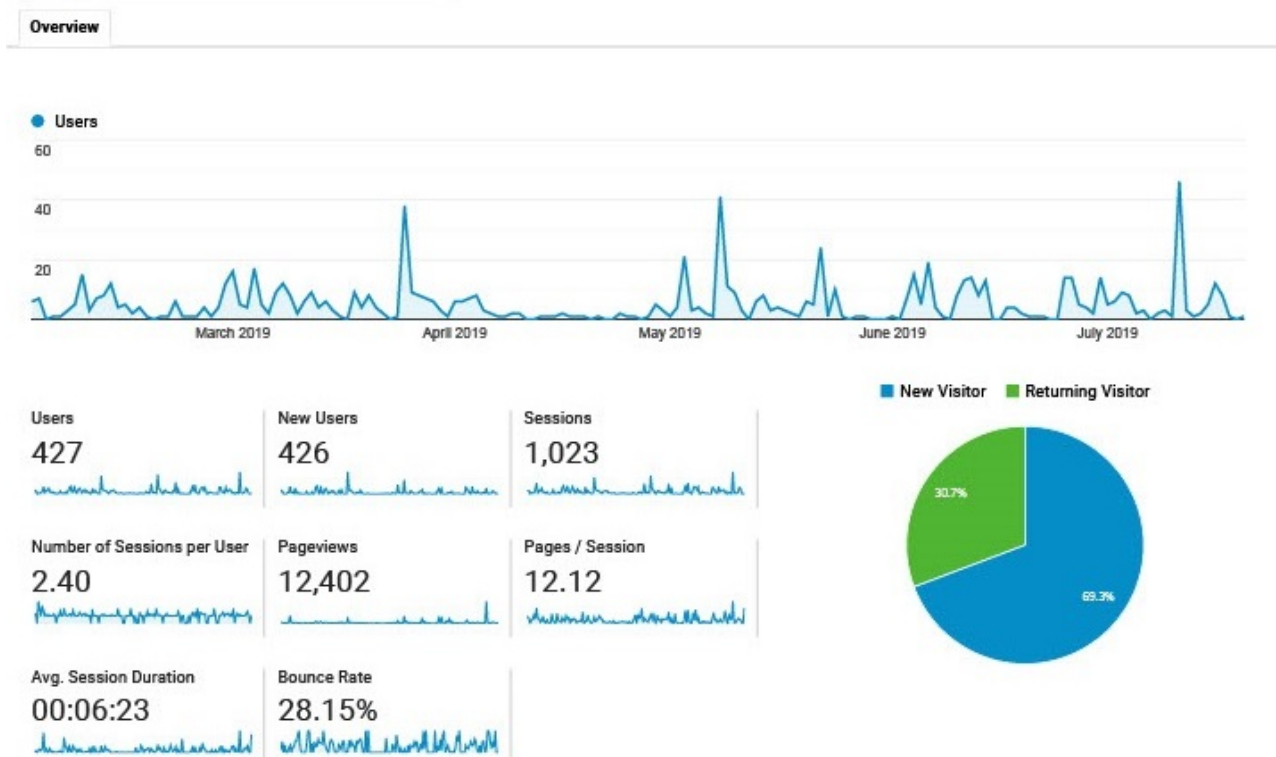 Overview
Users
60
40
20
March 2019 April 2019 May 2019 June 2019 July 2019
New Visitor Returning Visitor
Users New Users Sessions
427 426 1,023
Number of Sessions per User Pageviews Pages / Session
2.40 12,402 12.12
Avg. Session Duration Bounce Rate
00:06:23 28.15%
30.7%
69.3%